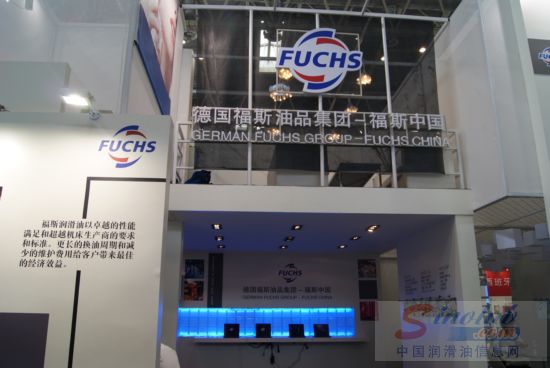 FUCHS
德国福斯油品集团-福斯中国
GERMAN FUCHS GROUP - FUCHS CHINA
FUCHS
福斯润滑油以卓越的性能
满足和超越机床生产商的要求
和标准。更长的换油周期和减
少的维护费用给客户带来最佳
的经济效益。
FUCHS
德国福斯油品集团-福斯中国
GERMAN FUCHS GROUP - FUCHS CHINA
西班牙
Sinolub
.com
中国润滑油信息网